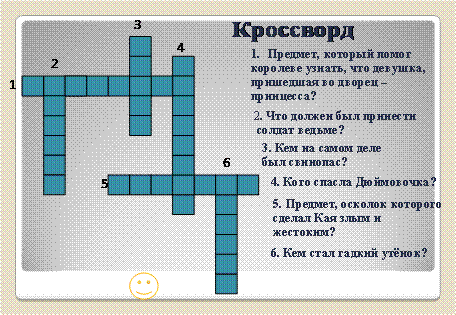 Кроссворд
1. Предмет, который помог
королеве узнать, что девушка,
пришедшая во дворец –
принцесса?
2. Что должен был принести
солдат ведьме?
3. Кем на самом деле
был свинопас?
4. Кого спасла Дюймовочка?
5. Предмет, осколок которого
сделал Кая злым и
жестоким?
6. Кем стал гадкий утёнок?
3
2
4
1
6
5